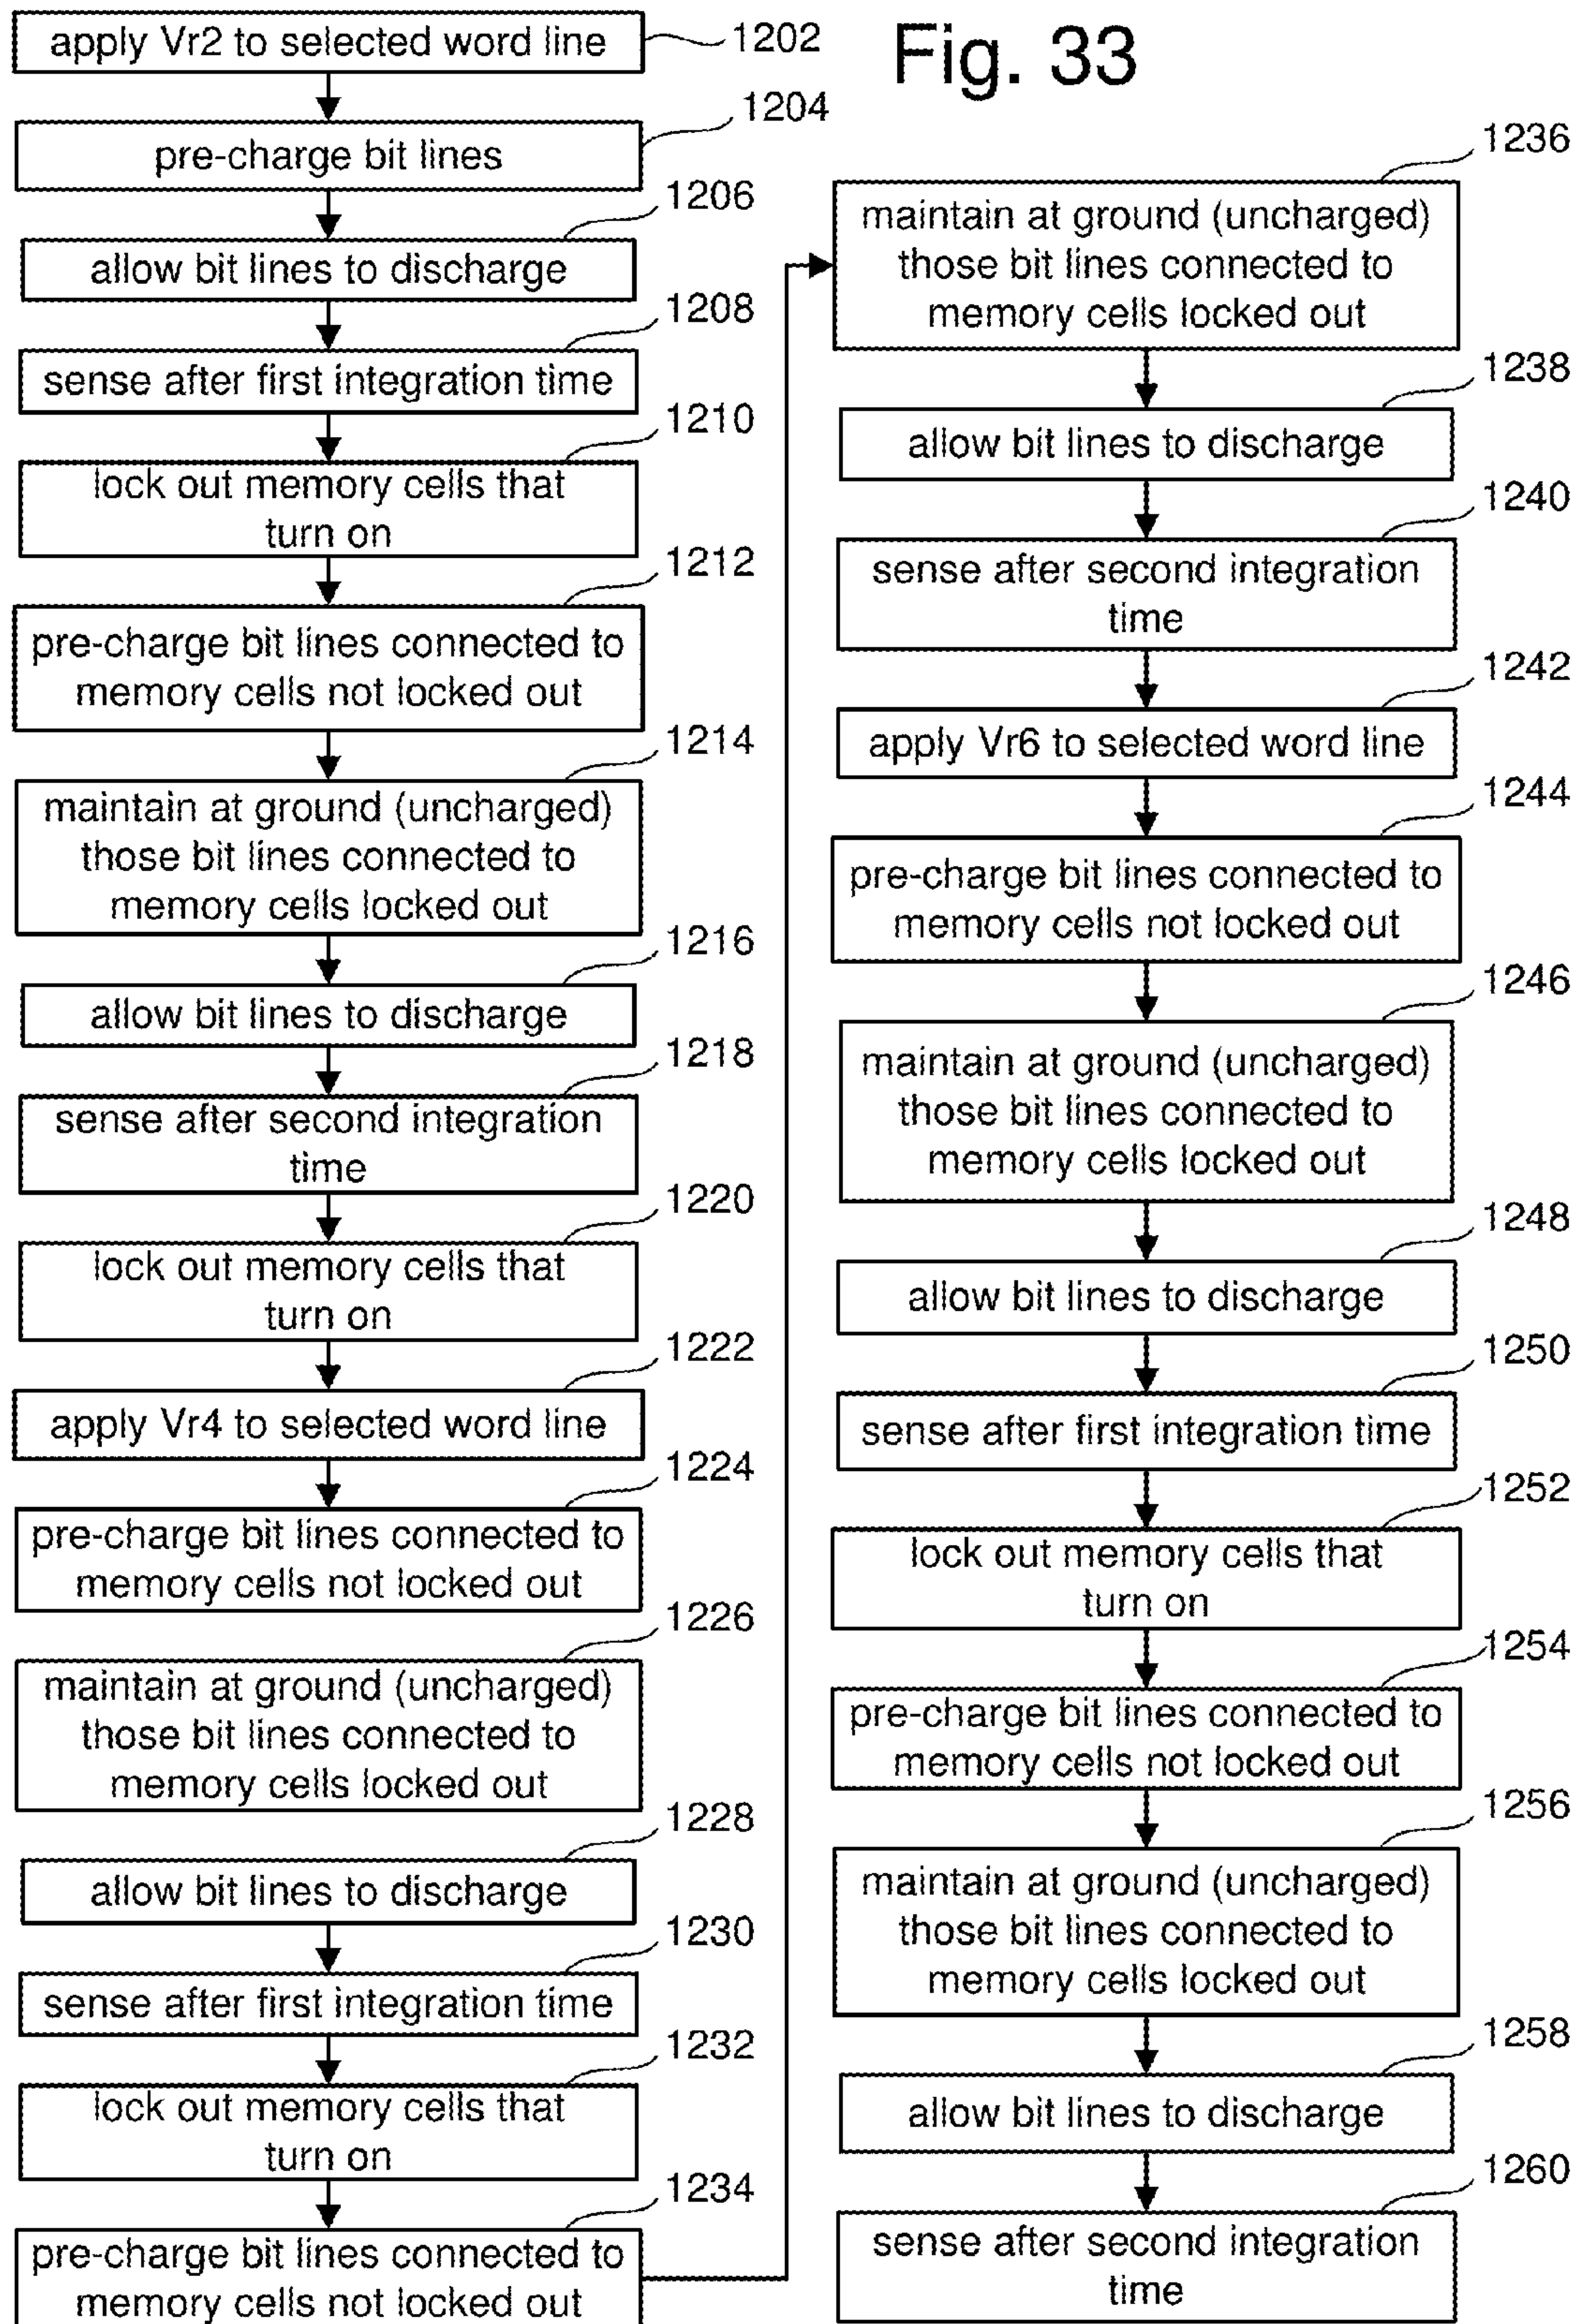 Fig. 33
apply Vr2 to selected word line
1202
pre-charge bit lines
1204
allow bit lines to discharge
1206
sense after first integration time
1208
lock out memory cells that
turn on
1210
pre-charge bit lines connected to
memory cells not locked out
1212
maintain at ground (uncharged)
those bit lines connected to
memory cells locked out
1214
allow bit lines to discharge
1216
sense after second integration
time
1218
lock out memory cells that
turn on
1220
apply Vr4 to selected word line
1222
pre-charge bit lines connected to
memory cells not locked out
1224
maintain at ground (uncharged)
those bit lines connected to
memory cells locked out
1226
allow bit lines to discharge
1228
sense after first integration time
1230
lock out memory cells that
turn on
1232
pre-charge bit lines connected to
memory cells not locked out
1234
maintain at ground (uncharged)
those bit lines connected to
memory cells locked out
1236
allow bit lines to discharge
1238
sense after second integration
time
1240
apply Vr6 to selected word line
1242
pre-charge bit lines connected to
memory cells not locked out
1244
maintain at ground (uncharged)
those bit lines connected to
memory cells locked out
1246
allow bit lines to discharge
1248
sense after first integration time
1250
lock out memory cells that
turn on
1252
pre-charge bit lines connected to
memory cells not locked out
1254
maintain at ground (uncharged)
those bit lines connected to
memory cells locked out
1256
allow bit lines to discharge
1258
sense after second integration
time
1260